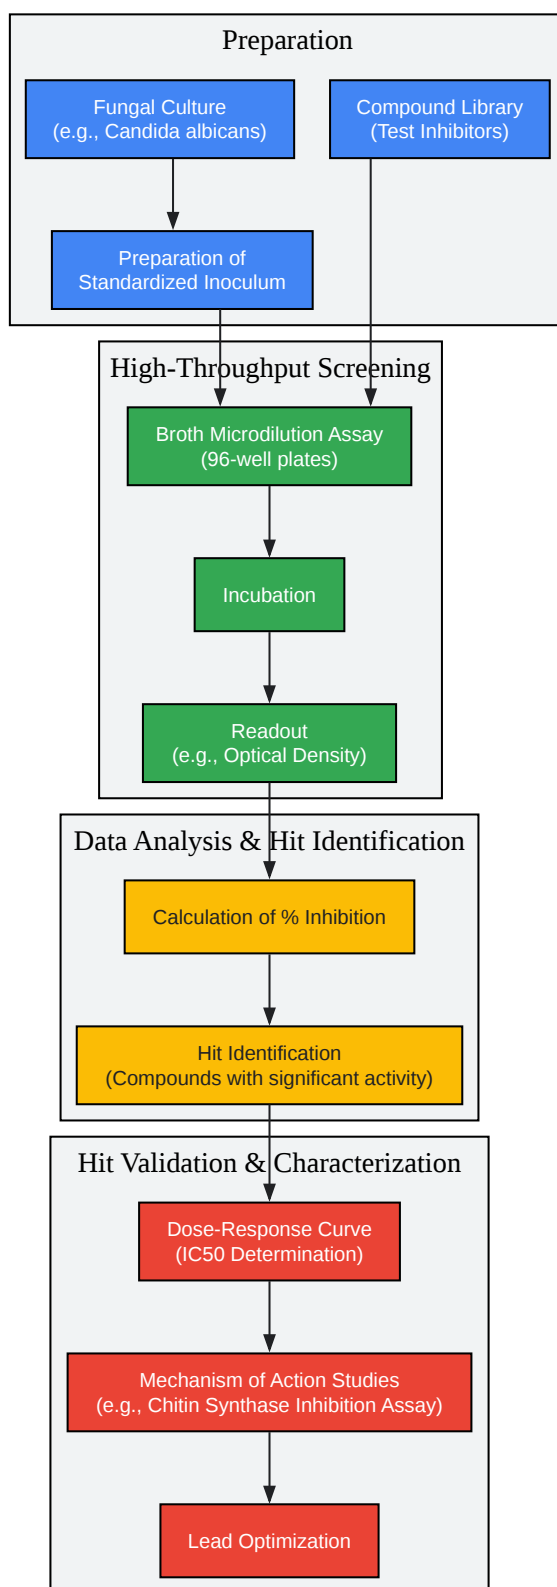 Preparation
Fungal Culture
(e.g., Candida albicans)
Compound Library
(Test Inhibitors)
Preparation of
Standardized Inoculum
High-Throughput Screening
Broth Microdilution Assay
(96-well plates)
Incubation
Readout
(e.g., Optical Density)
Data Analysis & Hit Identification
Calculation of % Inhibition
Hit Identification
(Compounds with significant activity)
Hit Validation & Characterization
Dose-Response Curve
(IC50 Determination)
Mechanism of Action Studies
(e.g., Chitin Synthase Inhibition Assay)
Lead Optimization